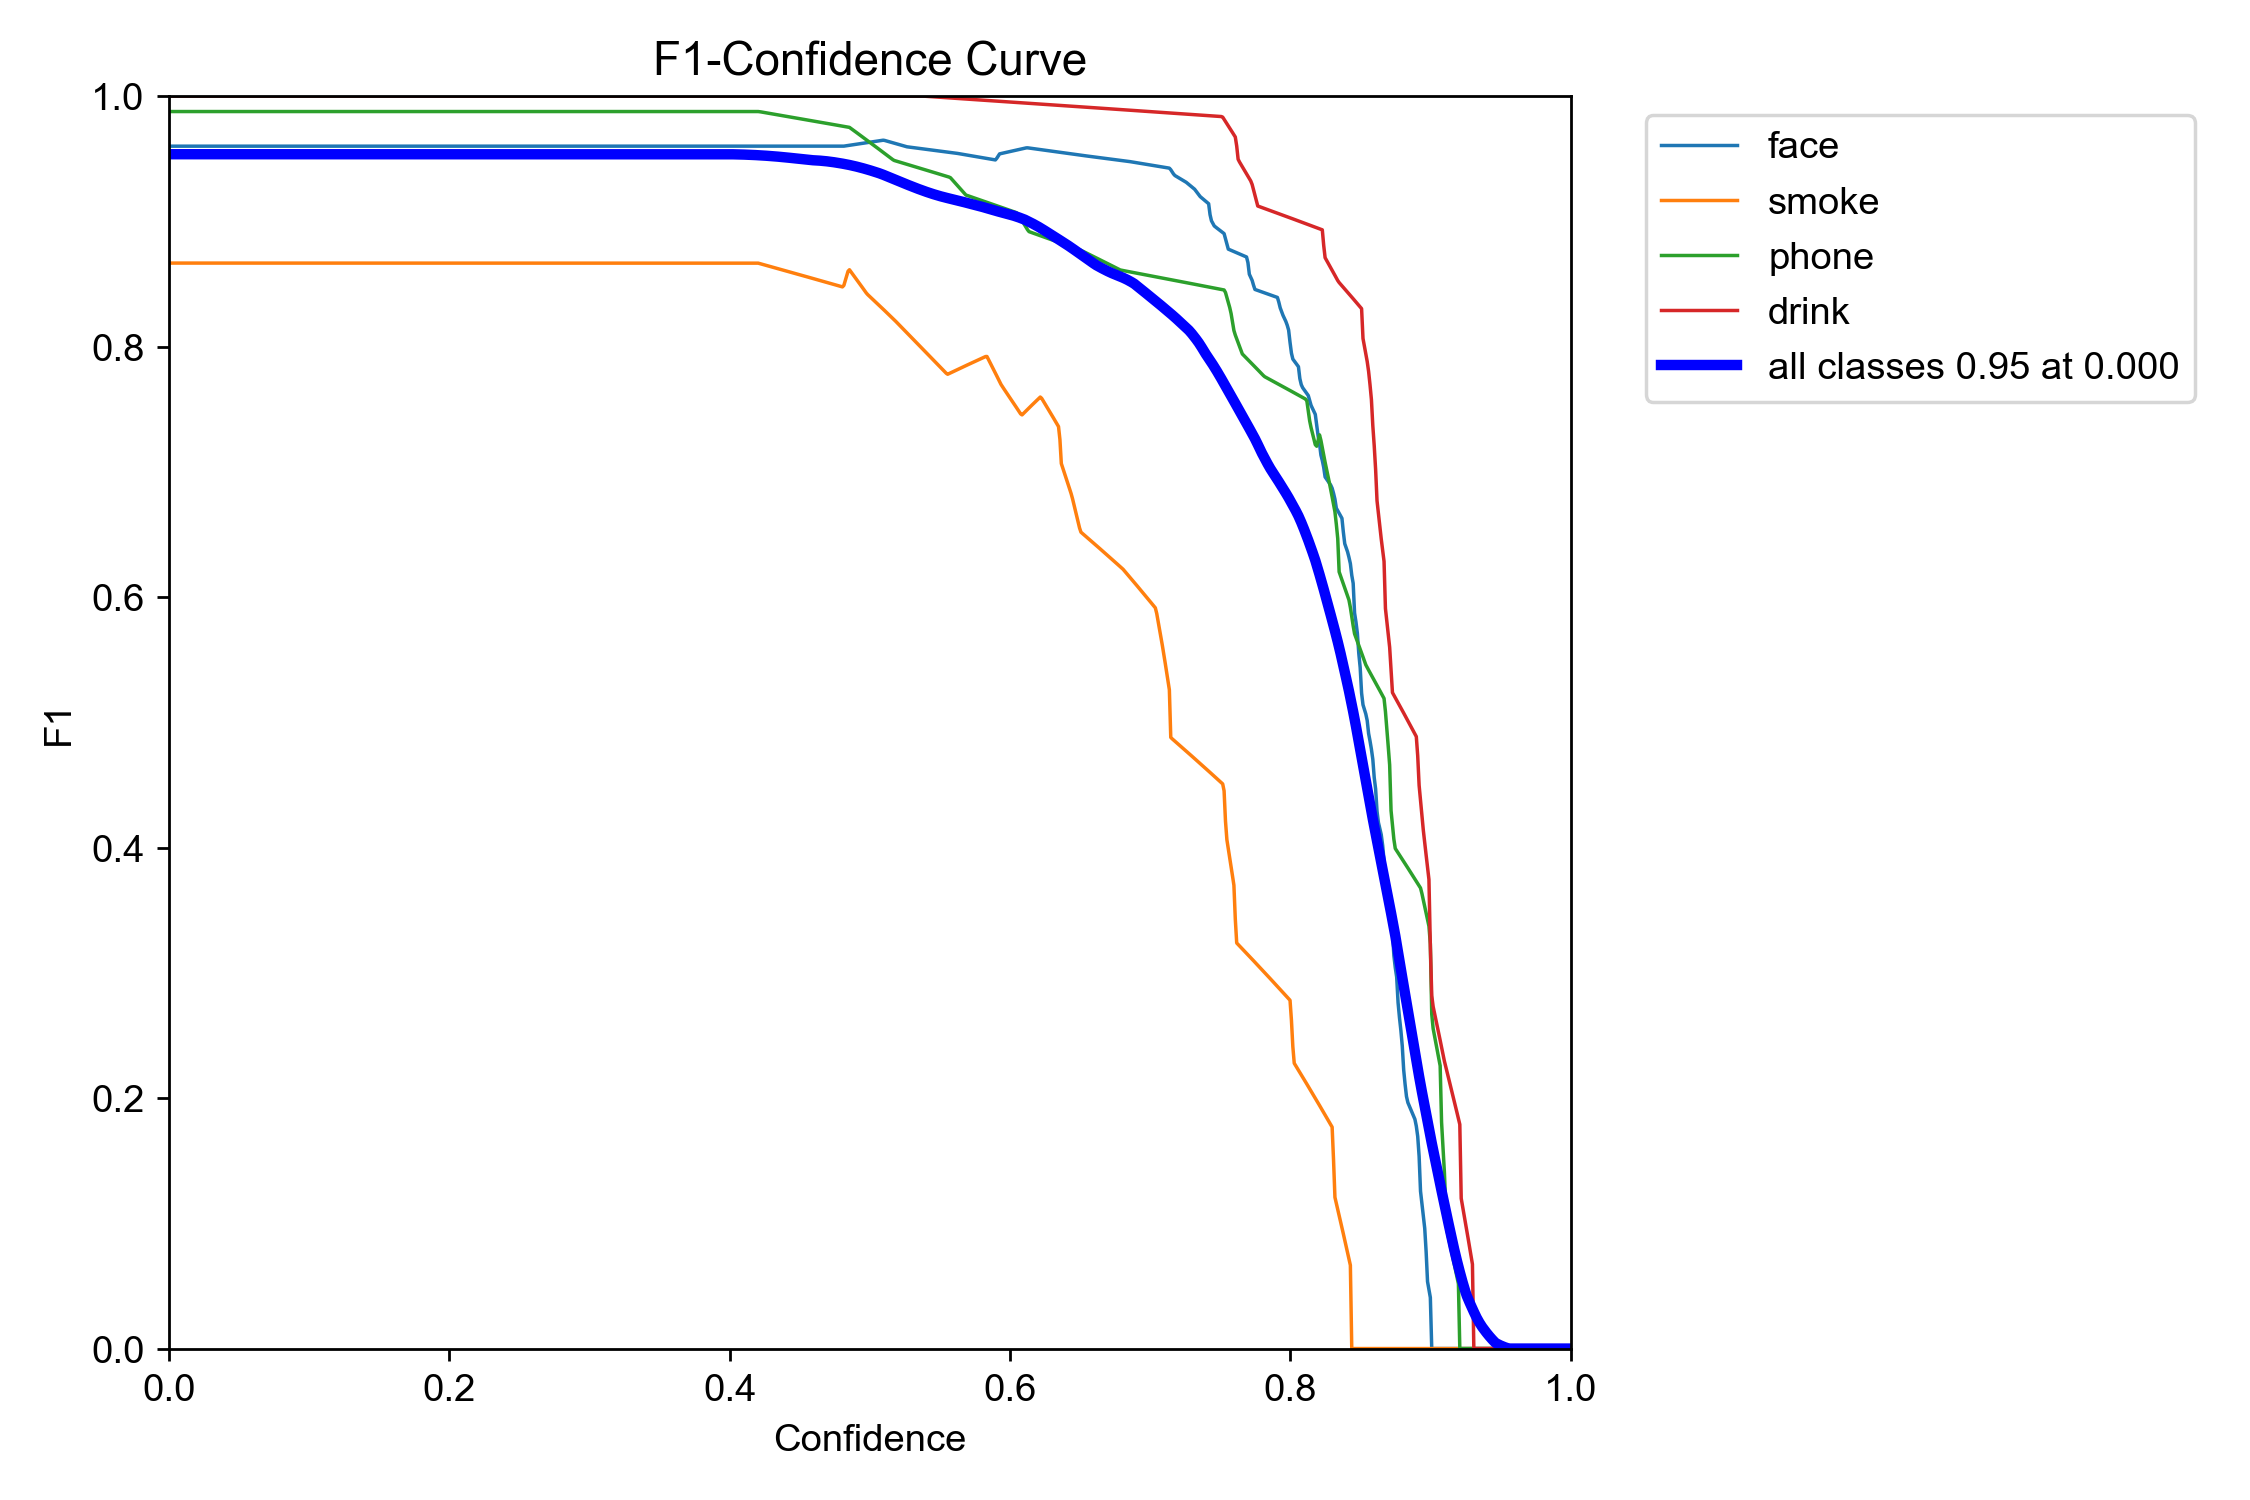 F1-Confidence Curve
1.0
0.8
0.6
0.4
0.2
0.0
F1
0.0 0.2 0.4 0.6 0.8 1.0
Confidence
face
smoke
phone
drink
all classes 0.95 at 0.000